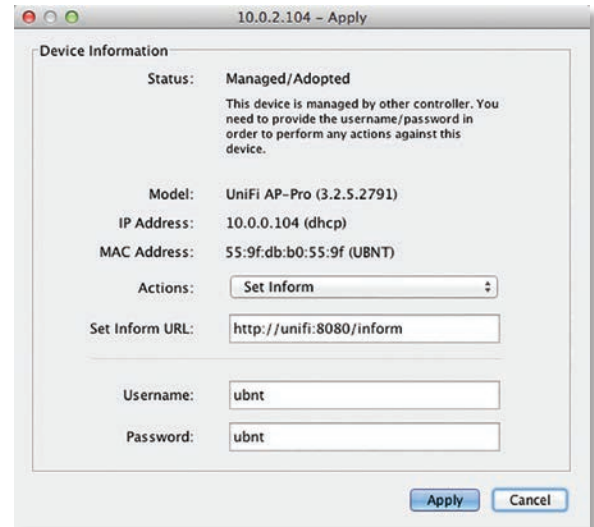 10.0.2.104 – Apply
Device Information
Status: Managed/Adopted
This device is managed by other controller. You
need to provide the username/password in
order to perform any actions against this
device.
Model: UniFi AP-Pro (3.2.5.2791)
IP Address: 10.0.0.104 (dhcp)
MAC Address: 55:9f:db:b0:55:9f (UBNT)
Actions: Set Inform
Set Inform URL: http://unifi:8080/inform
Username: ubnt
Password: ubnt
Apply Cancel